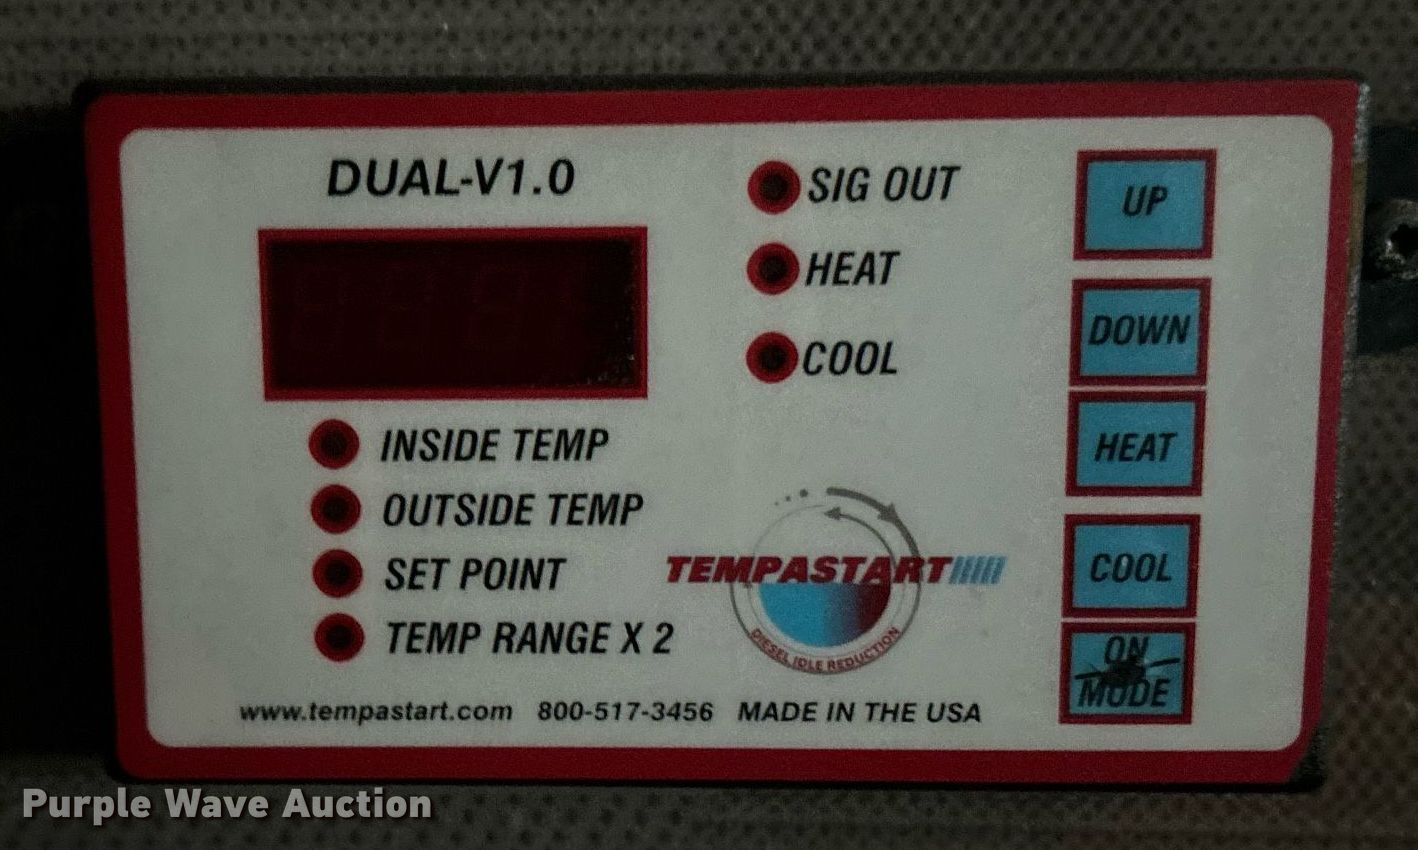 DUAL-V1.0
SIG OUT
HEAT
COOL
INSIDE TEMP
OUTSIDE TEMP
SET POINT
TEMP RANGE X 2
TEMPASTART
DIESEL IDLE REDUCTION
www.tempastart.com 800-517-3456 MADE IN THE USA
UP
DOWN
HEAT
COOL
ON
MODE
Purple Wave Auction